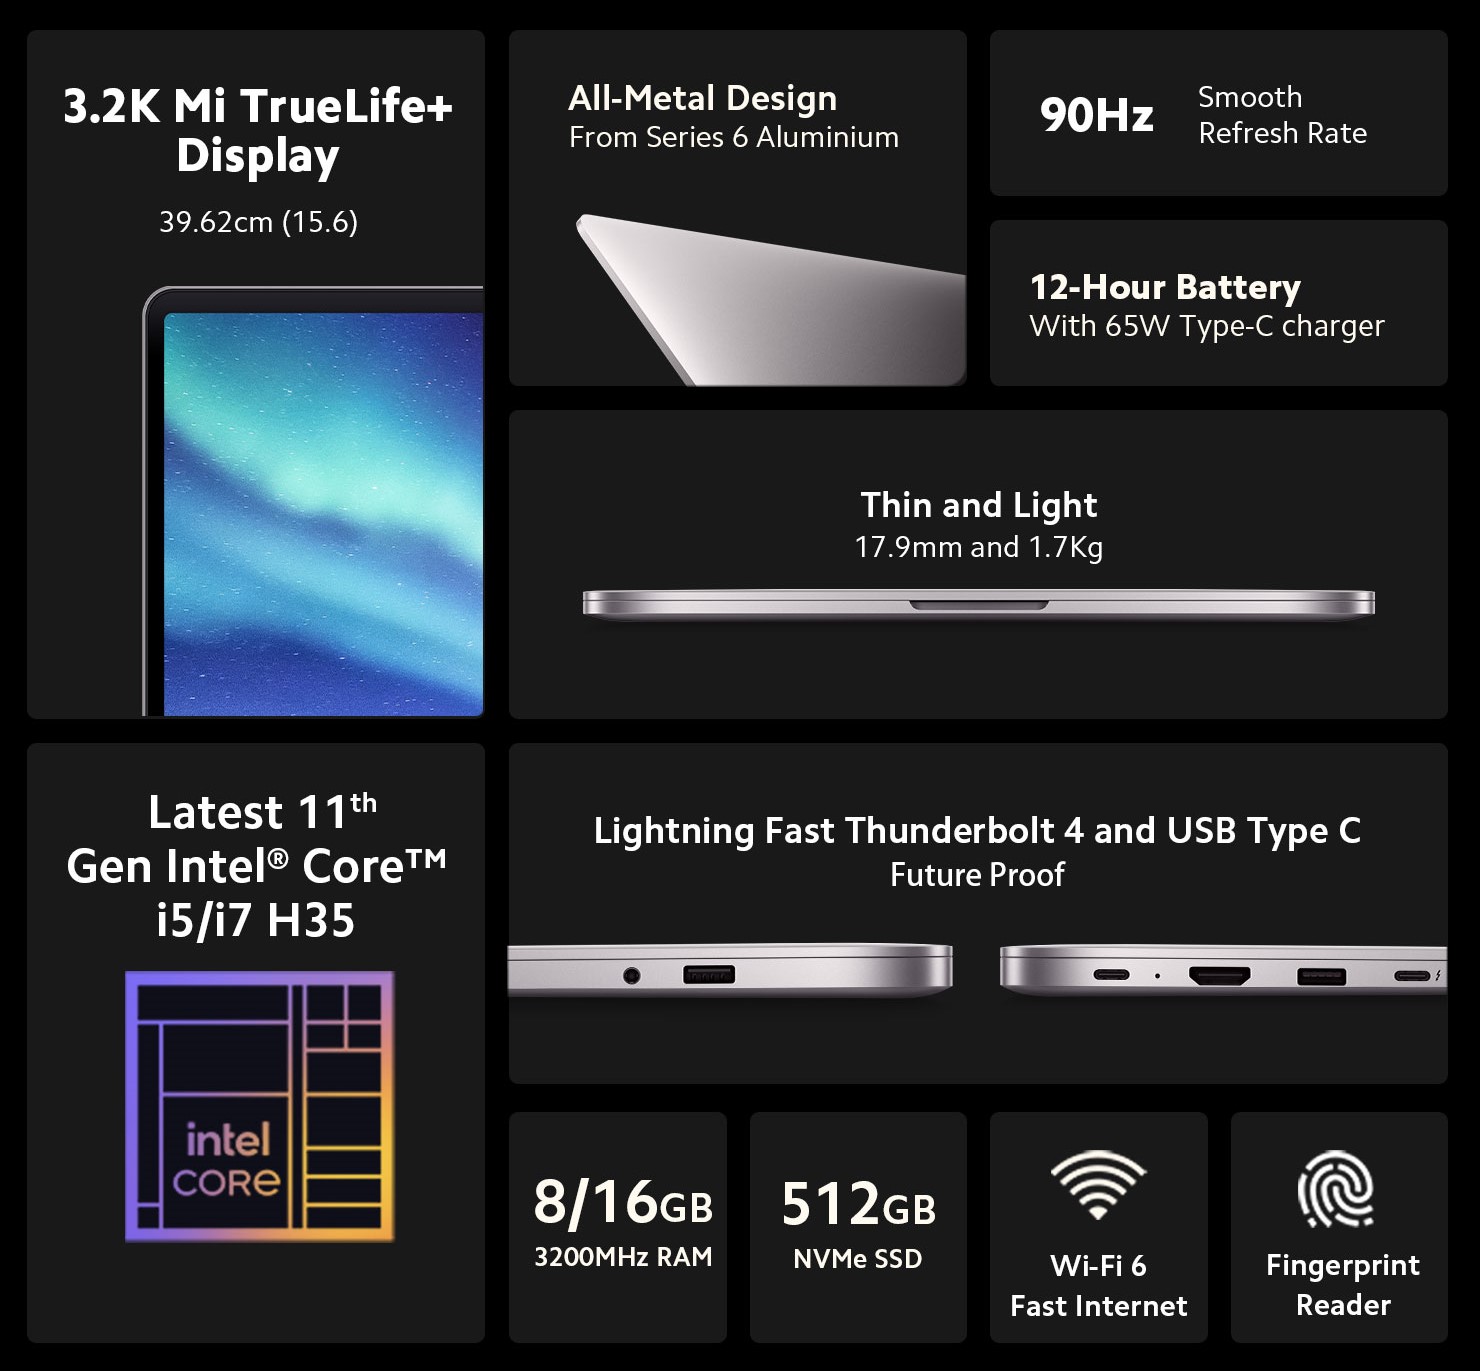 3.2K Mi TrueLife+
Display
39.62cm (15.6)
All-Metal Design
From Series 6 Aluminium
90Hz
Smooth
Refresh Rate
12-Hour Battery
With 65W Type-C charger
Thin and Light
17.9mm and 1.7Kg
Latest 11th
Gen Intel® Core™
i5/i7 H35
intel
CORe
Lightning Fast Thunderbolt 4 and USB Type C
Future Proof
8/16GB
3200MHz RAM
512GB
NVMe SSD
Wi-Fi 6
Fast Internet
Fingerprint
Reader